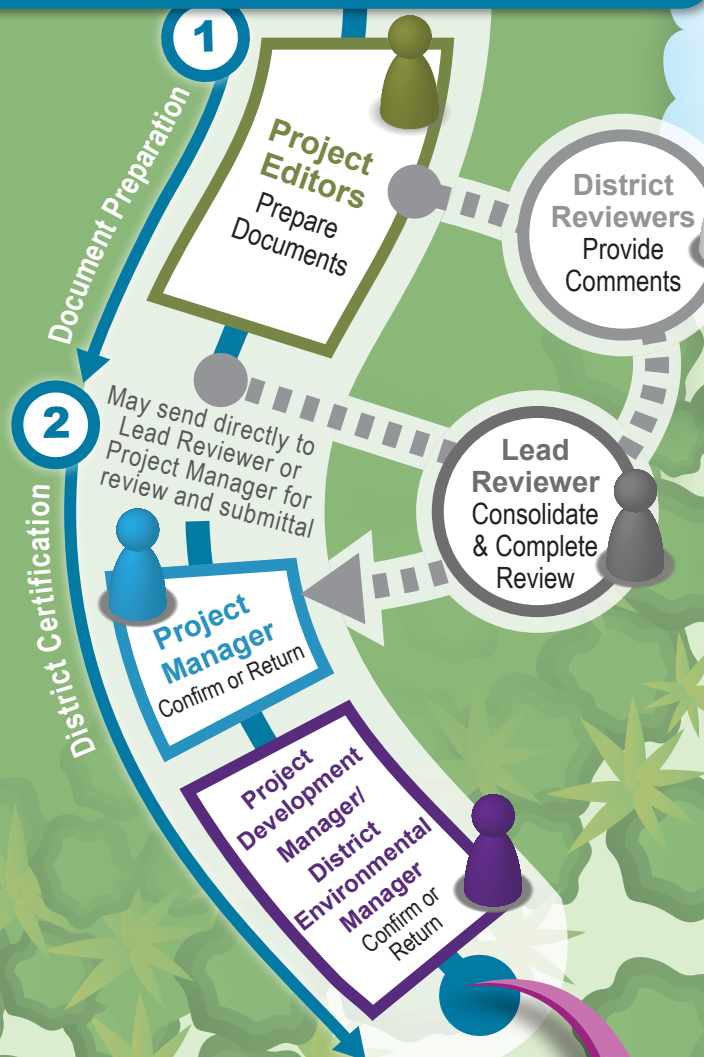 1
Document Preparation
Project
Editors
Prepare
Documents
District
Reviewers
Provide
Comments
2
District Certification
May send directly to
Lead Reviewer or
Project Manager for
review and submittal
Lead
Reviewer
Consolidate
& Complete
Review
Project
Manager
Confirm or Return
Project
Development
Manager/
District
Environmental
Manager
Confirm or
Return